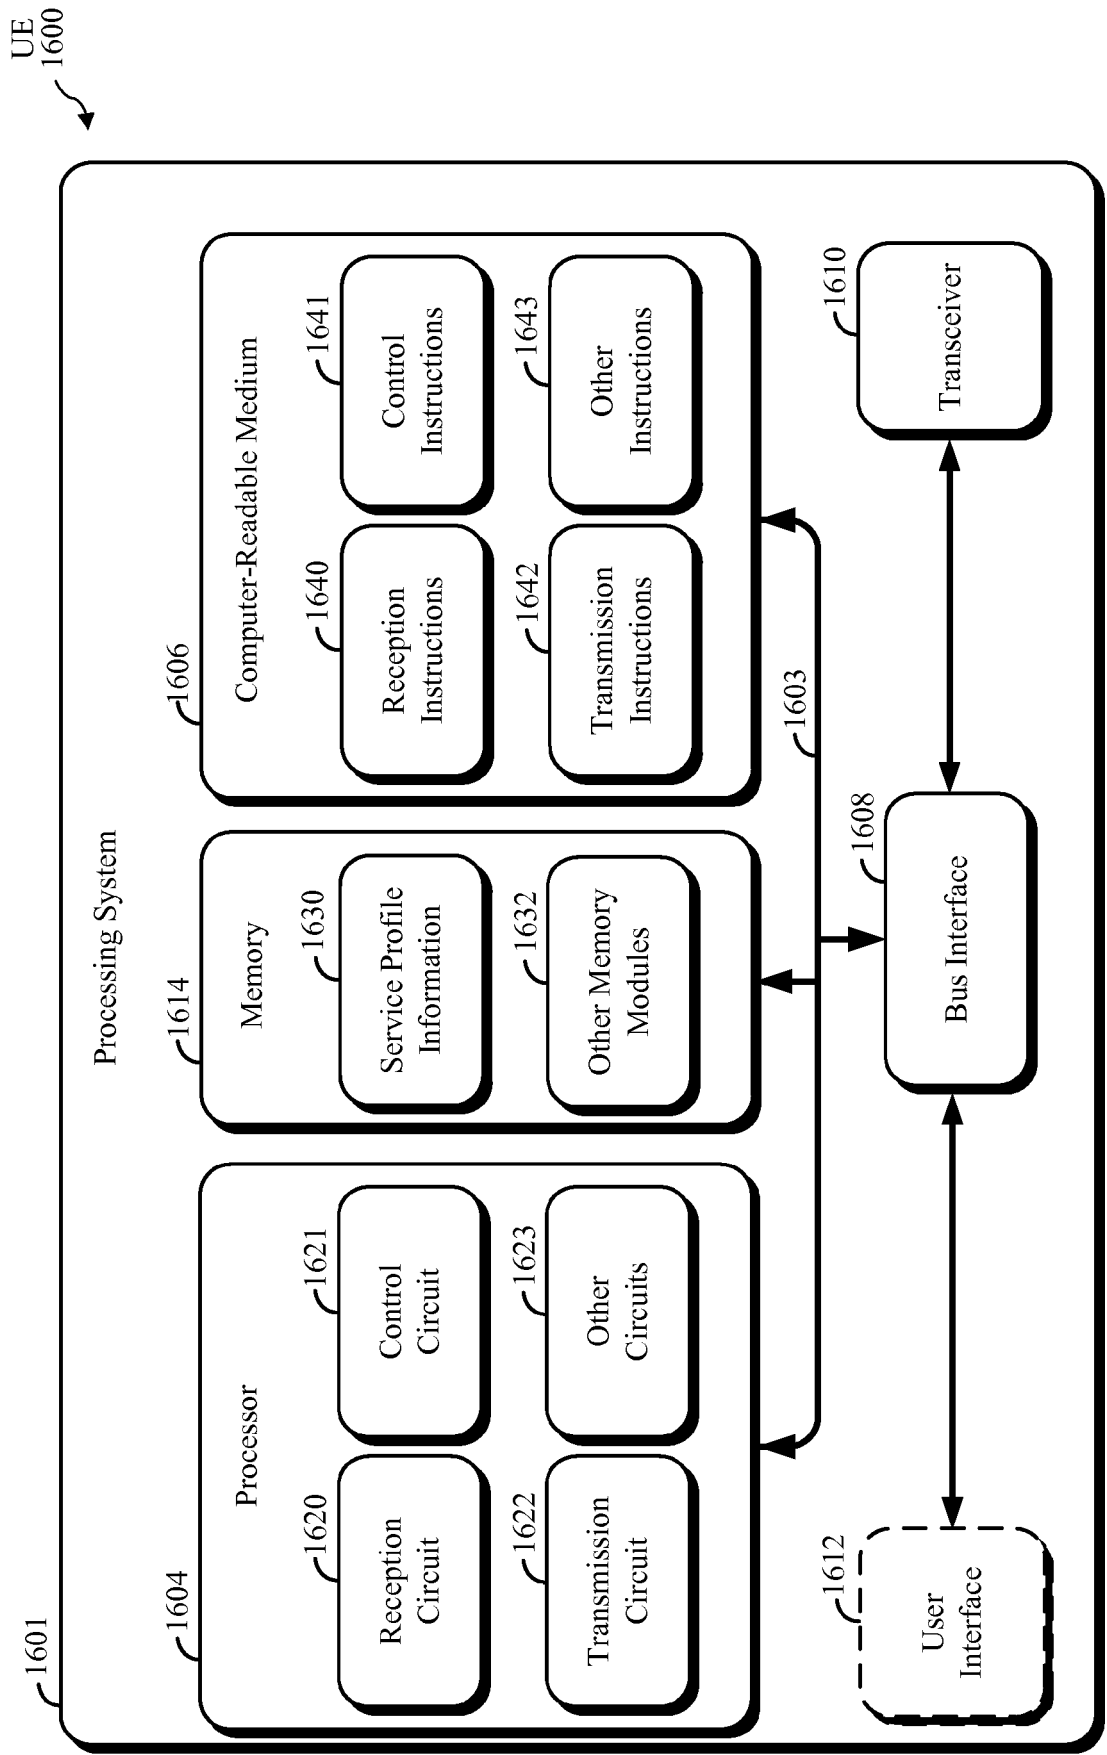 UE
1600
1601
Processing System
1604
Processor
1620
Reception
Circuit
1621
Control
Circuit
1622
Transmission
Circuit
1623
Other
Circuits
1614
Memory
1630
Service Profile
Information
1632
Other Memory
Modules
1606
Computer-Readable Medium
1640
Reception
Instructions
1641
Control
Instructions
1642
Transmission
Instructions
1643
Other
Instructions
1603
1612
User
Interface
1608
Bus Interface
1610
Transceiver